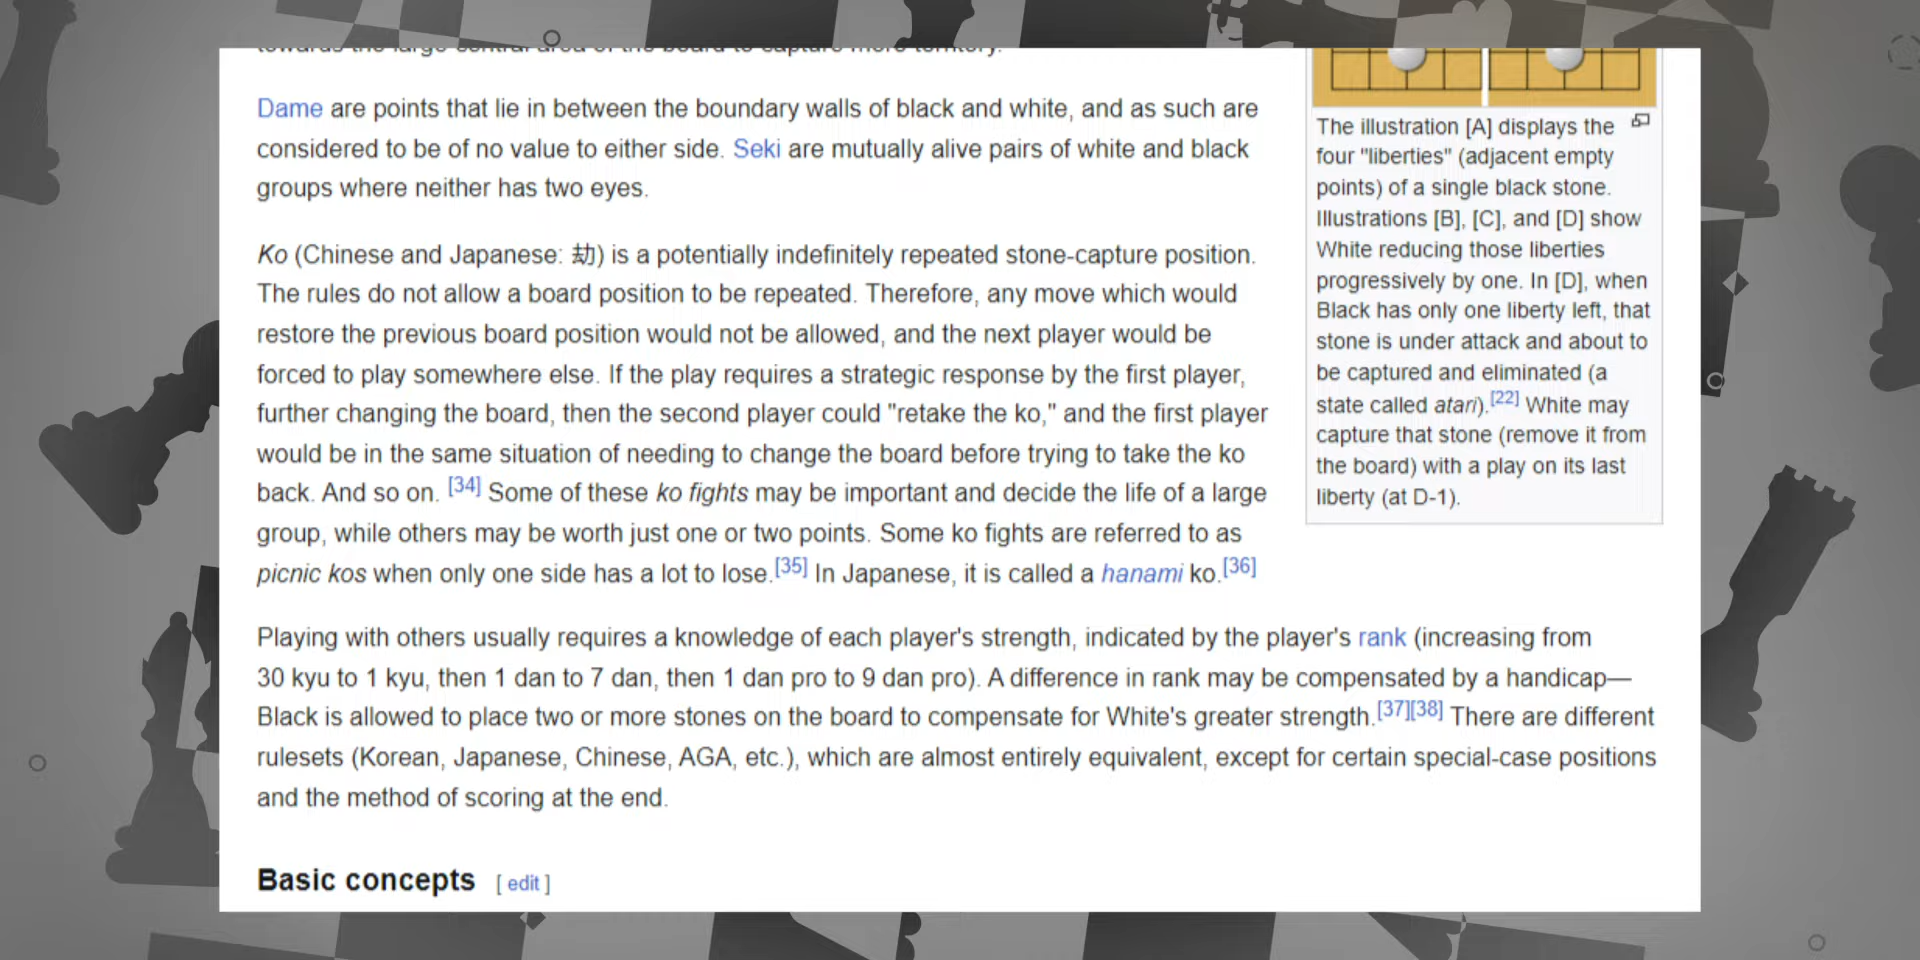 towards the large central area of the board to capture more territory.
Dame are points that lie in between the boundary walls of black and white, and as such are
considered to be of no value to either side. Seki are mutually alive pairs of white and black
groups where neither has two eyes.
Ko (Chinese and Japanese: 劫) is a potentially indefinitely repeated stone-capture position.
The rules do not allow a board position to be repeated. Therefore, any move which would
restore the previous board position would not be allowed, and the next player would be
forced to play somewhere else. If the play requires a strategic response by the first player,
further changing the board, then the second player could "retake the ko," and the first player
would be in the same situation of needing to change the board before trying to take the ko
back. And so on. [34] Some of these ko fights may be important and decide the life of a large
group, while others may be worth just one or two points. Some ko fights are referred to as
picnic kos when only one side has a lot to lose.[35] In Japanese, it is called a hanami ko.[36]
The illustration [A] displays the
four "liberties" (adjacent empty
points) of a single black stone.
Illustrations [B], [C], and [D] show
White reducing those liberties
progressively by one. In [D], when
Black has only one liberty left, that
stone is under attack and about to
be captured and eliminated (a
state called atari).[22] White may
capture that stone (remove it from
the board) with a play on its last
liberty (at D-1).
Playing with others usually requires a knowledge of each player's strength, indicated by the player's rank (increasing from
30 kyu to 1 kyu, then 1 dan to 7 dan, then 1 dan pro to 9 dan pro). A difference in rank may be compensated by a handicap—
Black is allowed to place two or more stones on the board to compensate for White's greater strength.[37][38] There are different
rulesets (Korean, Japanese, Chinese, AGA, etc.), which are almost entirely equivalent, except for certain special-case positions
and the method of scoring at the end.
Basic concepts [ edit ]